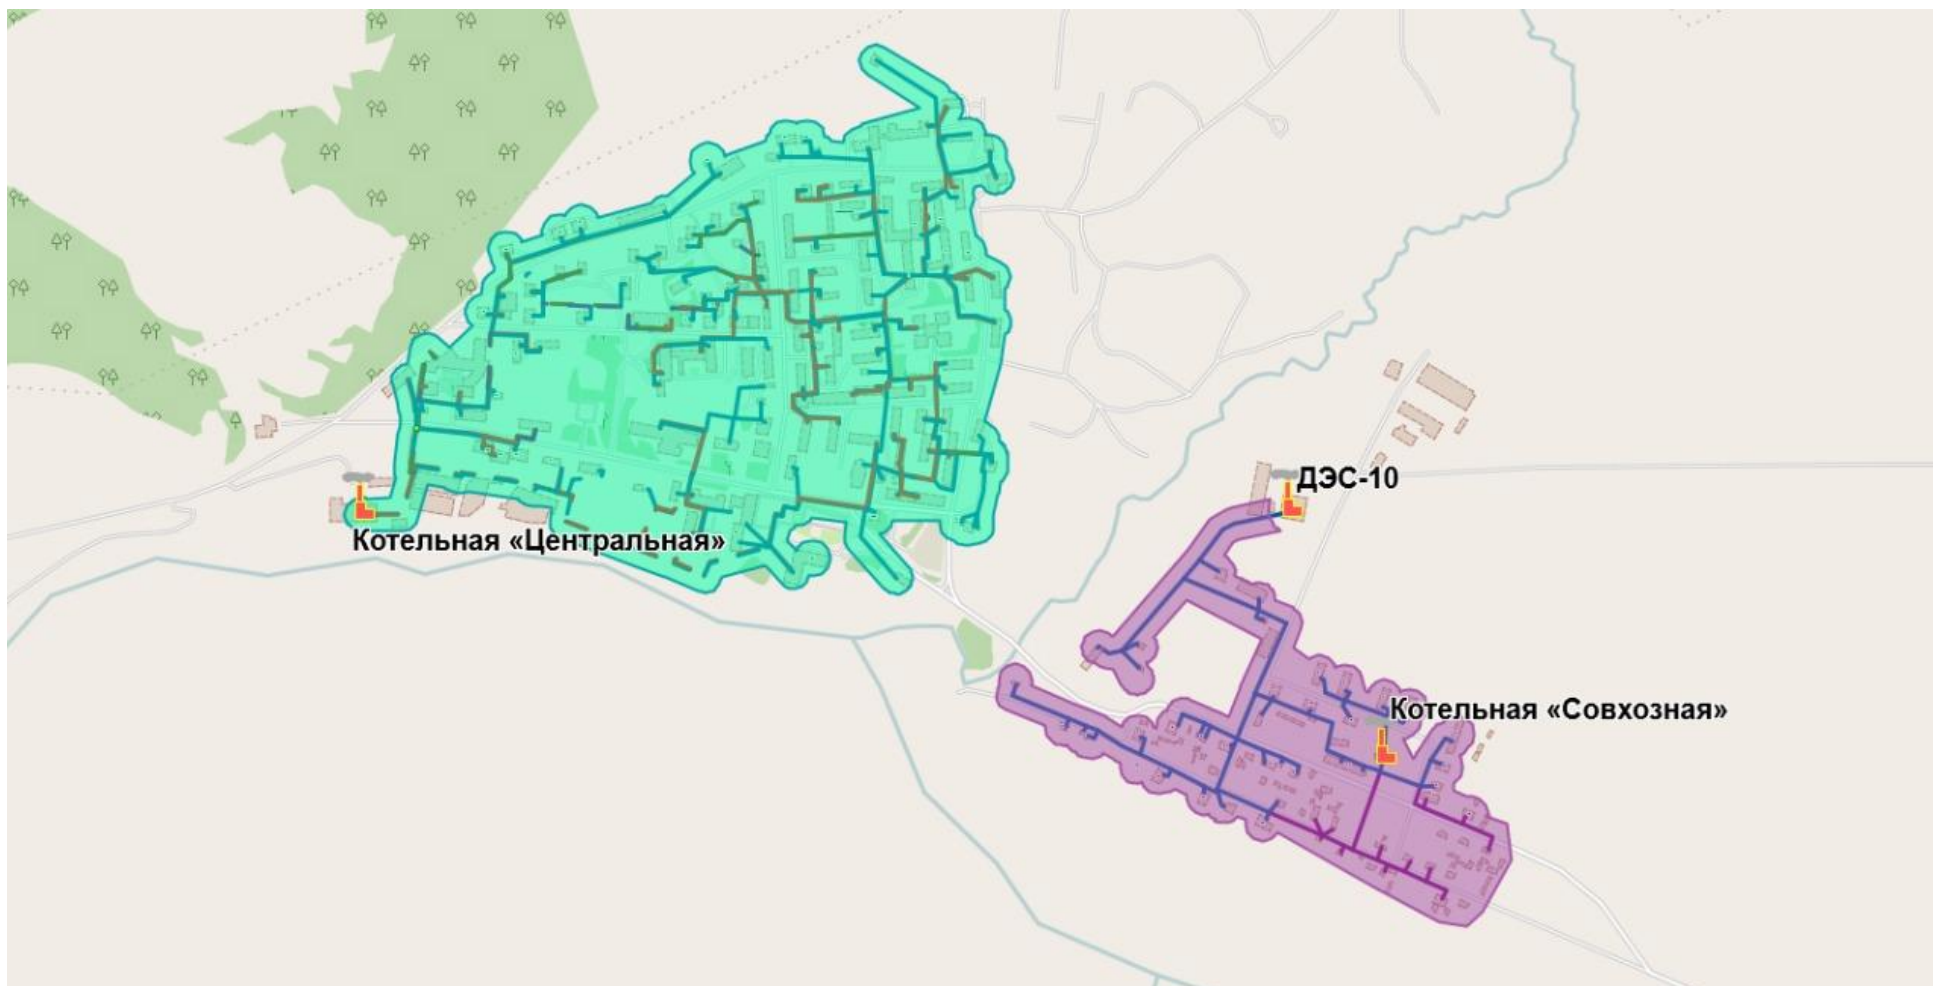 ДЭС-10
Котельная «Центральная»
Котельная «Совхозная»